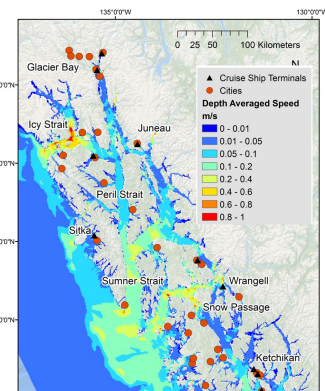 135°0'0"W
130°0'0"W
0 25 50 100 Kilometers
N
Glacier Bay
Cruise Ship Terminals
Cities
Depth Averaged Speed
m/s
0 - 0.01
0.01 - 0.05
0.05 - 0.1
0.1 - 0.2
0.2 - 0.4
0.4 - 0.6
0.6 - 0.8
0.8 - 1
Icy Strait
Juneau
Peril Strait
Sitka
Sumner Strait
Wrangell
Snow Passage
Ketchikan